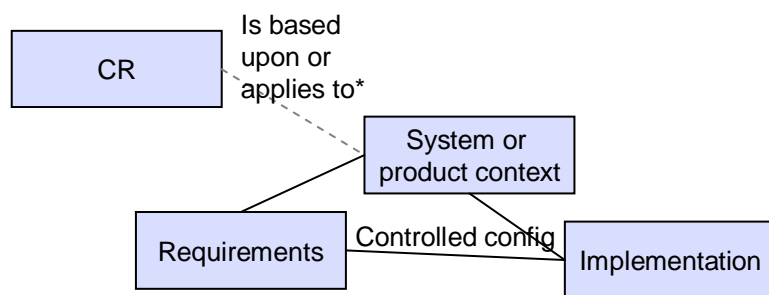 Is based
upon or
applies to*
CR
System or
product context
Requirements
Controlled config
Implementation